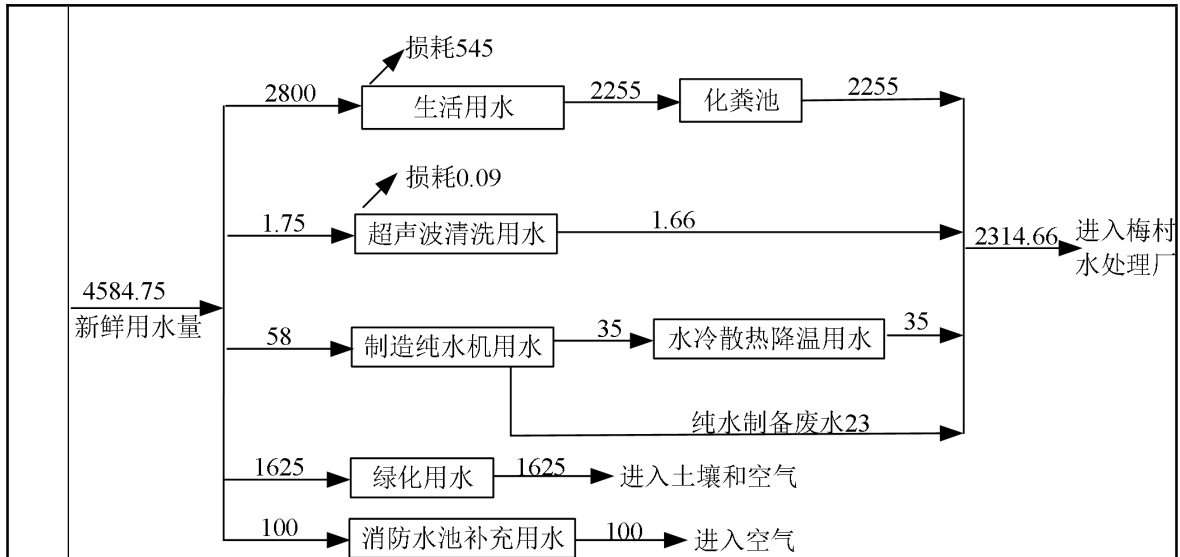 损耗545
2800
生活用水
2255
化粪池
2255
损耗0.09
1.75
超声波清洗用水
1.66
2314.66
进入梅村
水处理厂
4584.75
新鲜用水量
58
制造纯水机用水
35
水冷散热降温用水
35
纯水制备废水23
1625
绿化用水
1625
进入土壤和空气
100
消防水池补充用水
100
进入空气